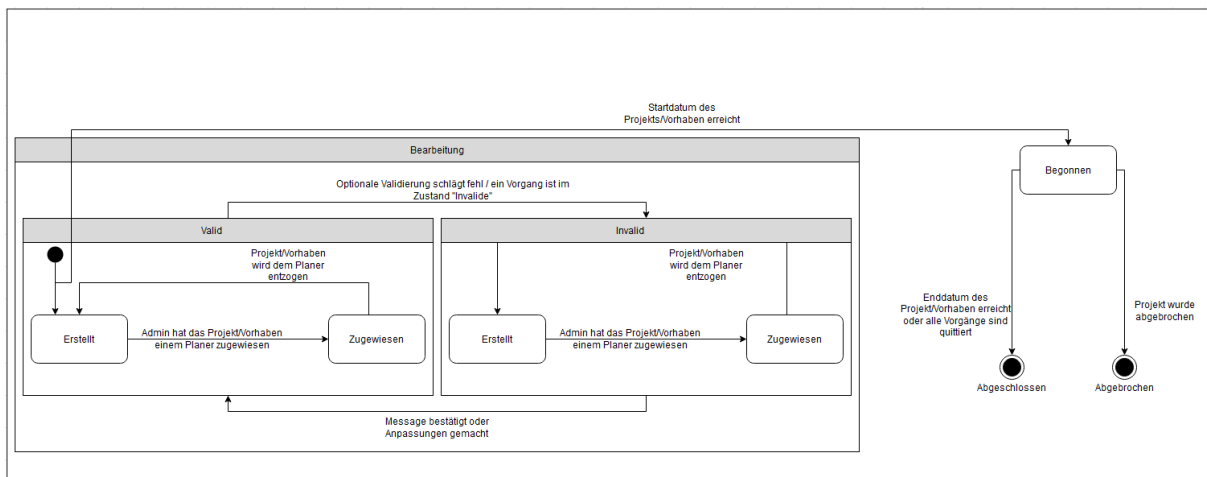 Startdatum des
Projekts/Vorhaben erreicht
Bearbeitung
Begonnen
Optionale Validierung schlägt fehl / ein Vorgang ist im
Zustand "Invalide"
Valid
Invalid
Projekt/Vorhaben
wird dem Planer
entzogen
Projekt/Vorhaben
wird dem Planer
entzogen
Enddatum des
Projekt/Vorhaben erreicht
oder alle Vorgänge sind
quittiert
Projekt wurde
abgebrochen
Erstellt
Admin hat das Projekt/Vorhaben
einem Planer zugewiesen
Zugewiesen
Erstellt
Admin hat das Projekt/Vorhaben
einem Planer zugewiesen
Zugewiesen
Abgeschlossen
Abgebrochen
Message bestätigt oder
Anpassungen gemacht